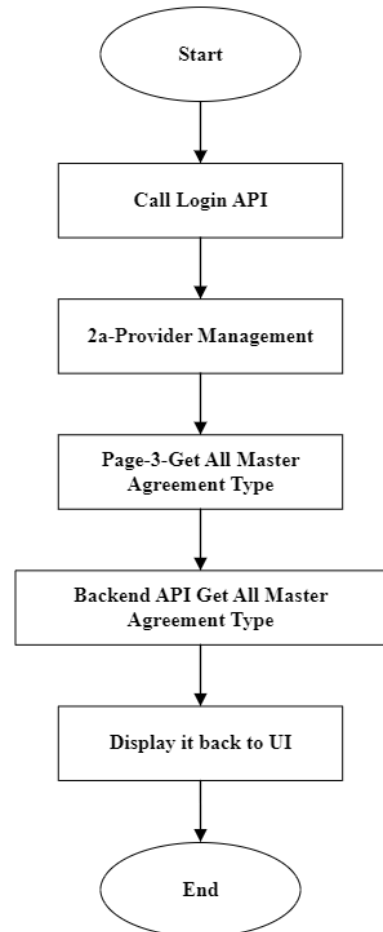 Start
Call Login API
2a-Provider Management
Page-3-Get All Master
Agreement Type
Backend API Get All Master
Agreement Type
Display it back to UI
End